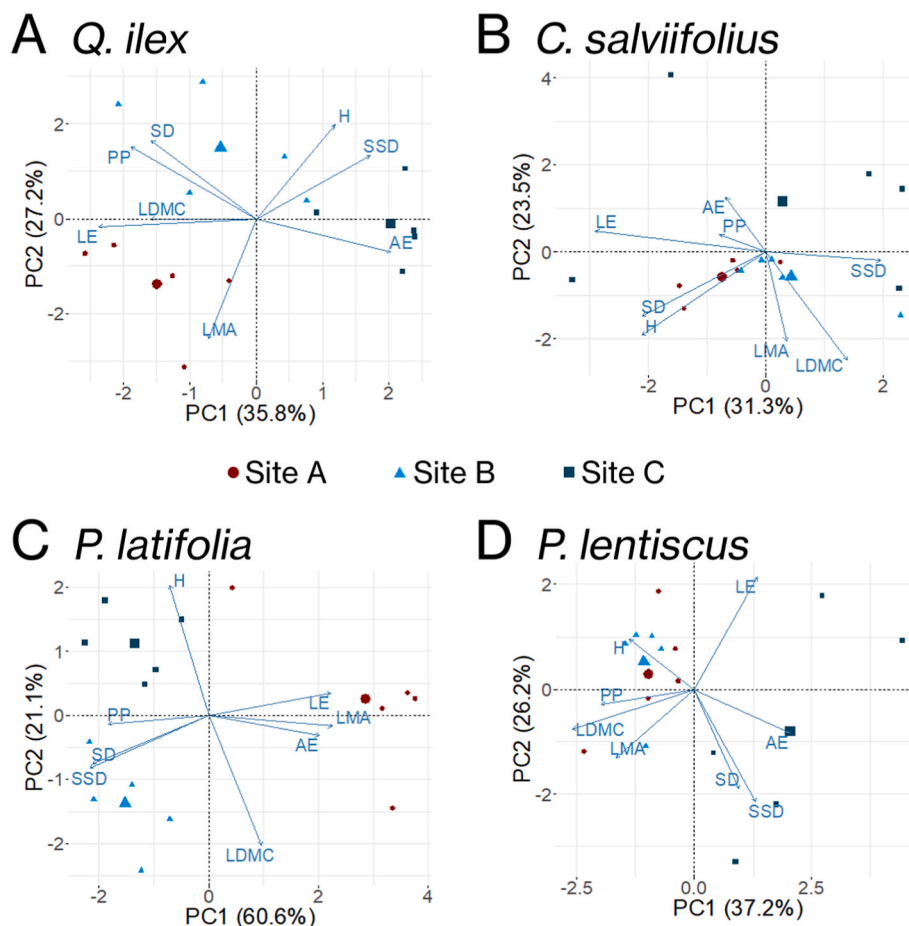 A Q. ilex
H
SD
SSD
PP
LDMC
LE
AE
LMA
2
0
-2
-2
-1
0
1
2
PC2 (27.2%)
PC1 (35.8%)
B C. salviifolius
4
2
0
-2
AE
LE
PP
SSD
SD
H
LMA
LDMC
-2
0
2
PC2 (23.5%)
PC1 (31.3%)
Site A
Site B
Site C
C P. latifolia
2
1
0
-1
-2
H
LE
PP
LMA
AE
SD
SSD
LDMC
-2
0
2
4
PC2 (21.1%)
PC1 (60.6%)
D P. lentiscus
2
0
-2
LE
H
PP
LDMC
LMA
AE
SD
SSD
-2.5
0.0
2.5
PC2 (26.2%)
PC1 (37.2%)